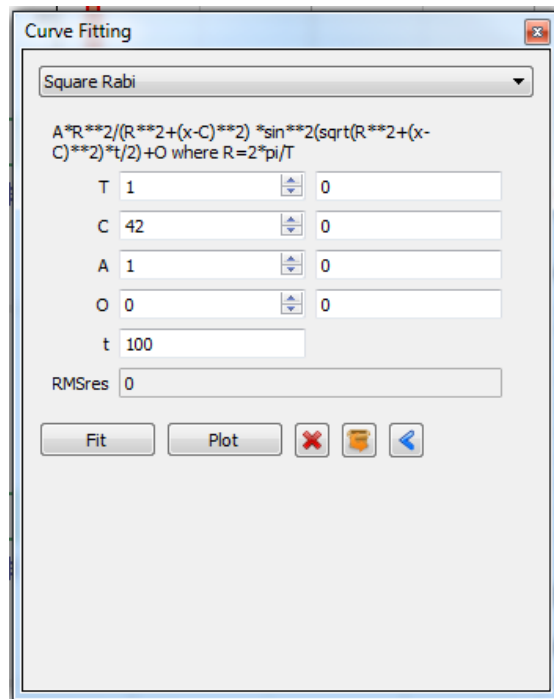 Curve Fitting
Square Rabi
A*R**2/(R**2+(x-C)**2) *sin**2(sqrt(R**2+(x-
C)**2)*t/2)+O where R=2*pi/T
T 1 0
C 42 0
A 1 0
O 0 0
t 100
RMSres 0
Fit Plot